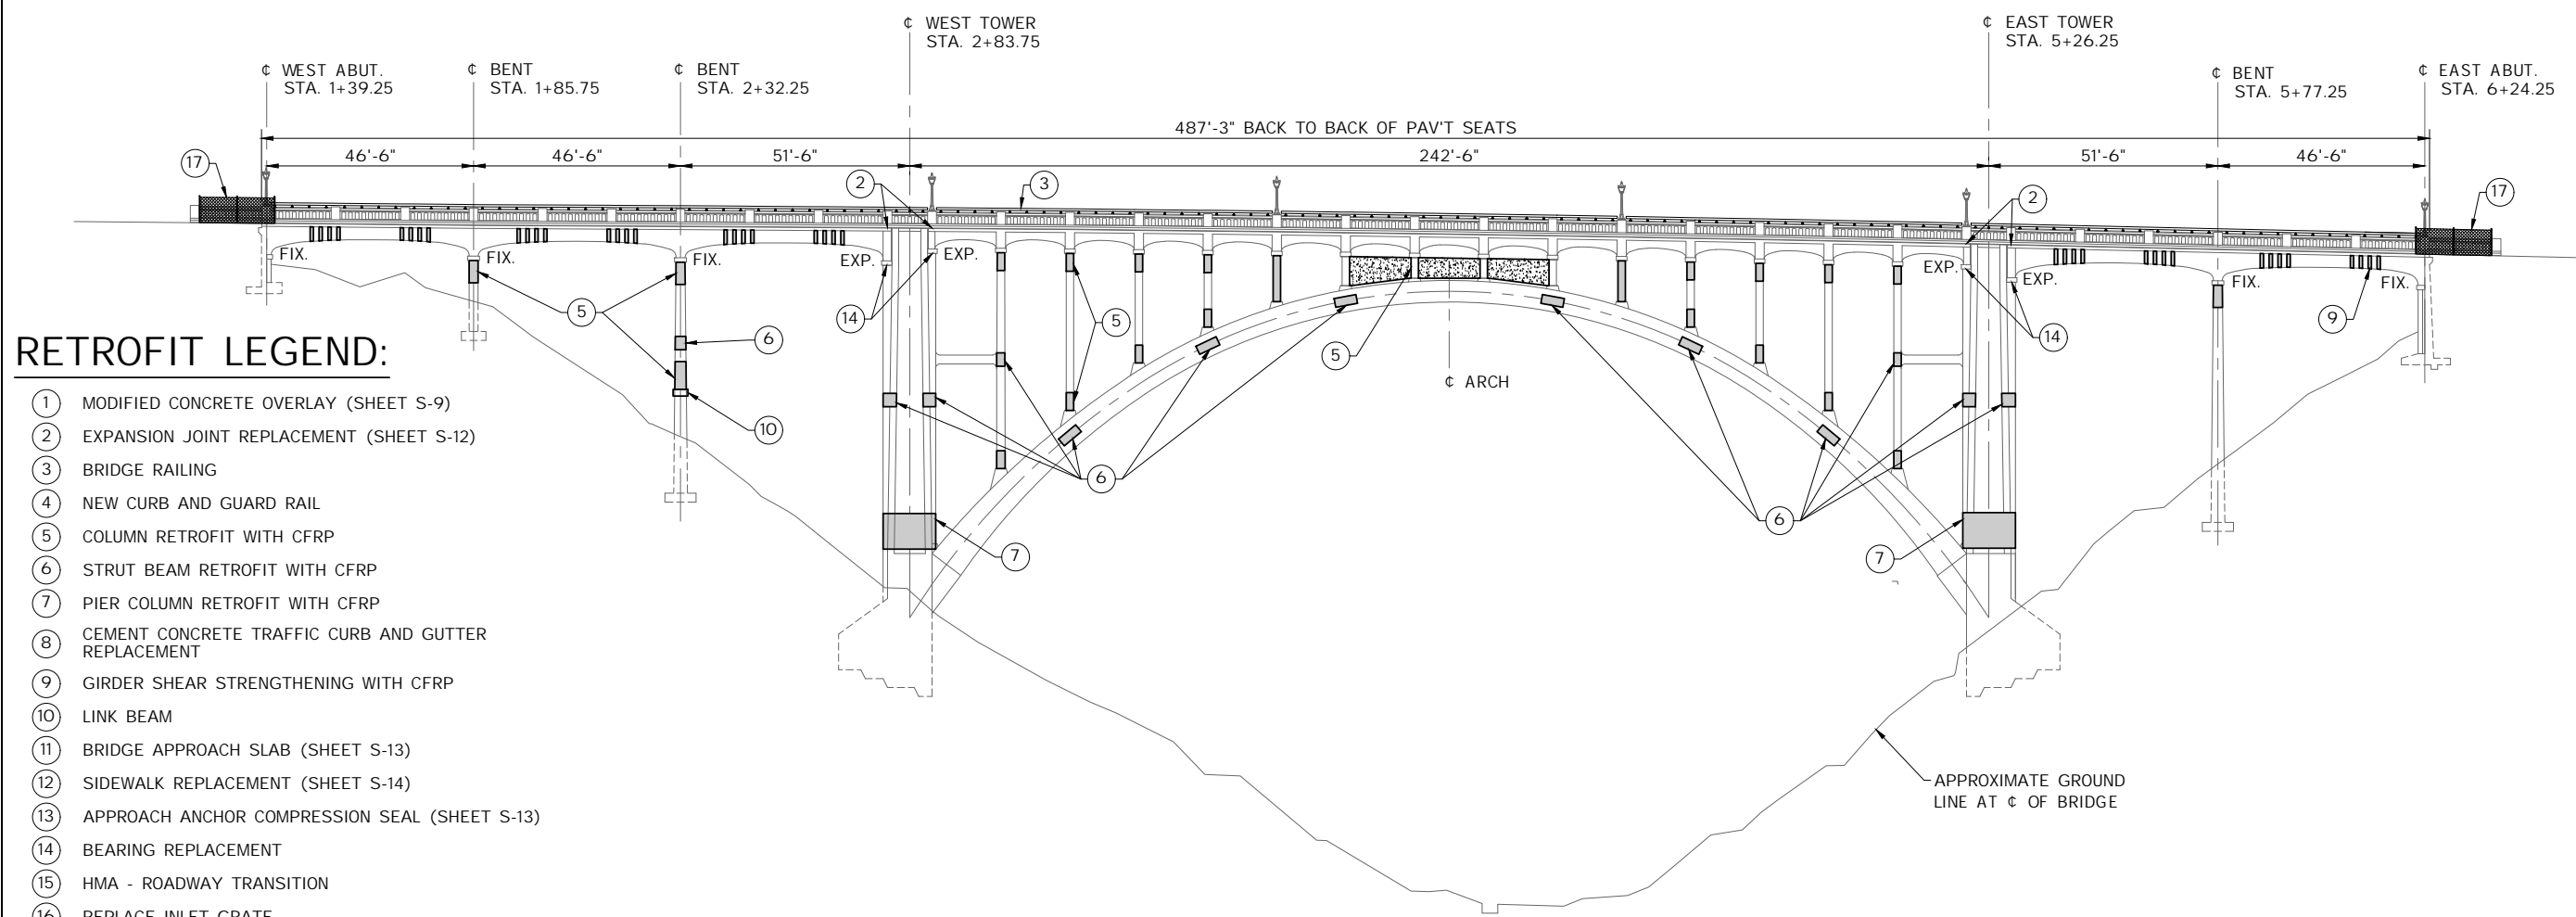 ¢ WEST TOWER
STA. 2+83.75
¢ EAST TOWER
STA. 5+26.25
¢ WEST ABUT.
STA. 1+39.25
¢ BENT
STA. 1+85.75
¢ BENT
STA. 2+32.25
¢ BENT
STA. 5+77.25
¢ EAST ABUT.
STA. 6+24.25
487'-3" BACK TO BACK OF PAV'T SEATS
46'-6"
46'-6"
51'-6"
242'-6"
51'-6"
46'-6"
17
2
3
2
17
FIX.
FIX.
FIX.
EXP.
EXP.
EXP.
EXP.
FIX.
FIX.
5
14
5
5
9
14
6
¢ ARCH
10
6
6
7
7
APPROXIMATE GROUND
LINE AT ¢ OF BRIDGE
RETROFIT LEGEND:
1 MODIFIED CONCRETE OVERLAY (SHEET S-9)
2 EXPANSION JOINT REPLACEMENT (SHEET S-12)
3 BRIDGE RAILING
4 NEW CURB AND GUARD RAIL
5 COLUMN RETROFIT WITH CFRP
6 STRUT BEAM RETROFIT WITH CFRP
7 PIER COLUMN RETROFIT WITH CFRP
8 CEMENT CONCRETE TRAFFIC CURB AND GUTTER
REPLACEMENT
9 GIRDER SHEAR STRENGTHENING WITH CFRP
10 LINK BEAM
11 BRIDGE APPROACH SLAB (SHEET S-13)
12 SIDEWALK REPLACEMENT (SHEET S-14)
13 APPROACH ANCHOR COMPRESSION SEAL (SHEET S-13)
14 BEARING REPLACEMENT
15 HMA - ROADWAY TRANSITION
16 REPLACE INLET GRATE